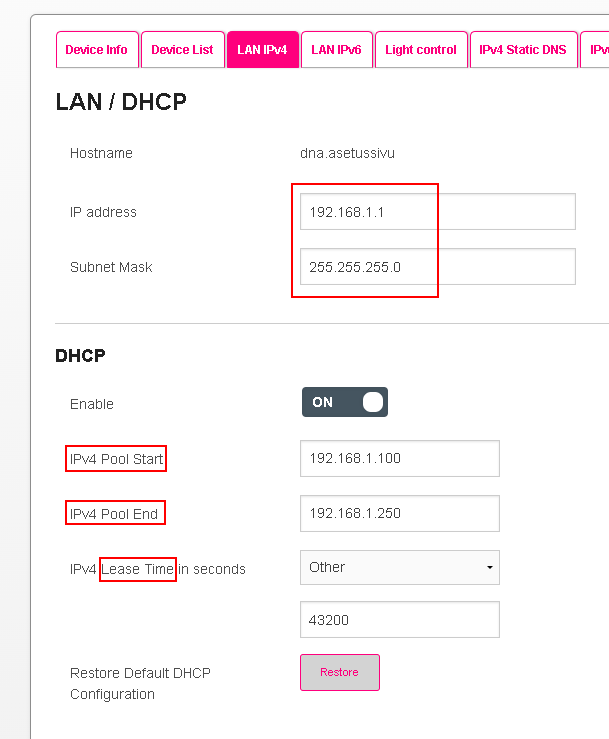 Device Info Device List LAN IPv4 LAN IPv6 Light control IPv4 Static DNS
LAN / DHCP
Hostname dna.asetussivu
IP address 192.168.1.1
Subnet Mask 255.255.255.0
DHCP
Enable ON
IPv4 Pool Start 192.168.1.100
IPv4 Pool End 192.168.1.250
IPv4 Lease Time in seconds Other
43200
Restore Default DHCP Restore
Configuration